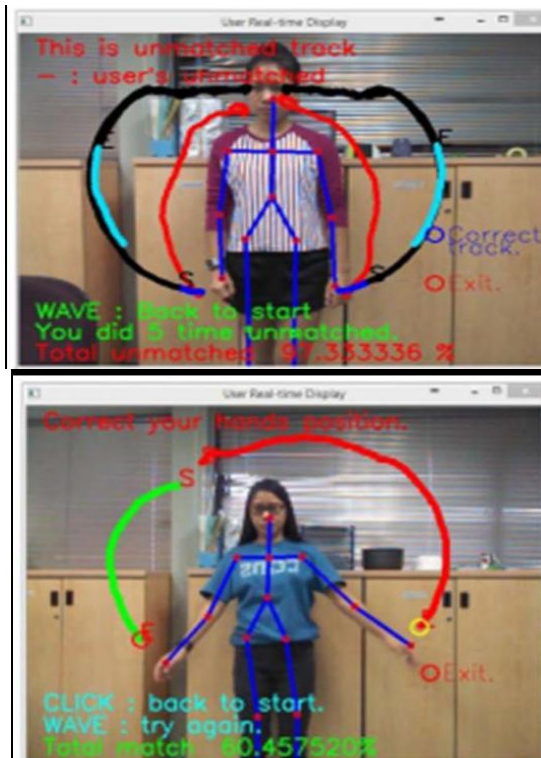 User Real-time Display
This is unmatched track
— : user's unmatched
E
E
Correct
track.
S
S
Exit.
WAVE : Back to start
You did 5 time unmatched.
Total unmatched 97.333336 %
User Real-time Display
Correct your hands position.
S
E
Exit.
CLICK : back to start.
WAVE : try again.
Total match 60.457520%